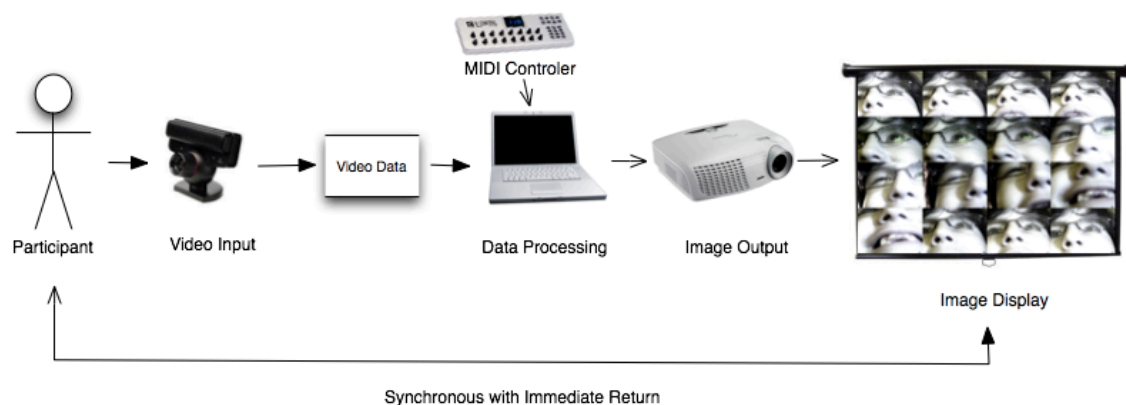 MIDI Controler
Video Data
Participant
Video Input
Data Processing
Image Output
Image Display
Synchronous with Immediate Return